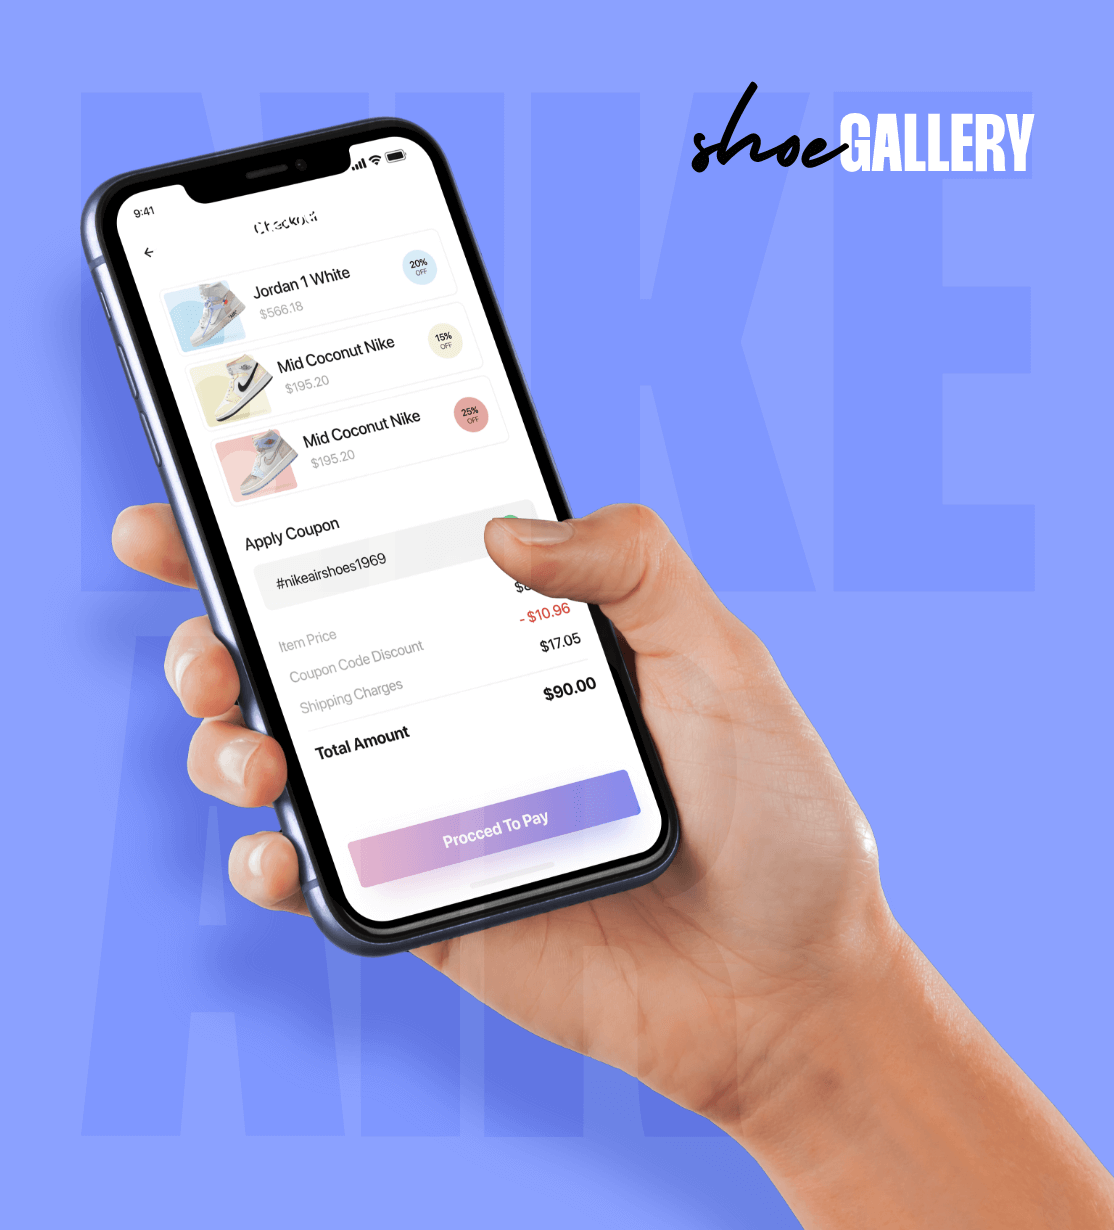 NIKE
AIR
shoe GALLERY
9:41
Checkout
Jordan 1 White
$566.18
20%
OFF
Mid Coconut Nike
$195.20
15%
OFF
Mid Coconut Nike
$195.20
25%
OFF
Apply Coupon
#nikeairshoes1969
Item Price
Coupon Code Discount - $10.96
Shipping Charges $17.05
Total Amount $90.00
Procced To Pay